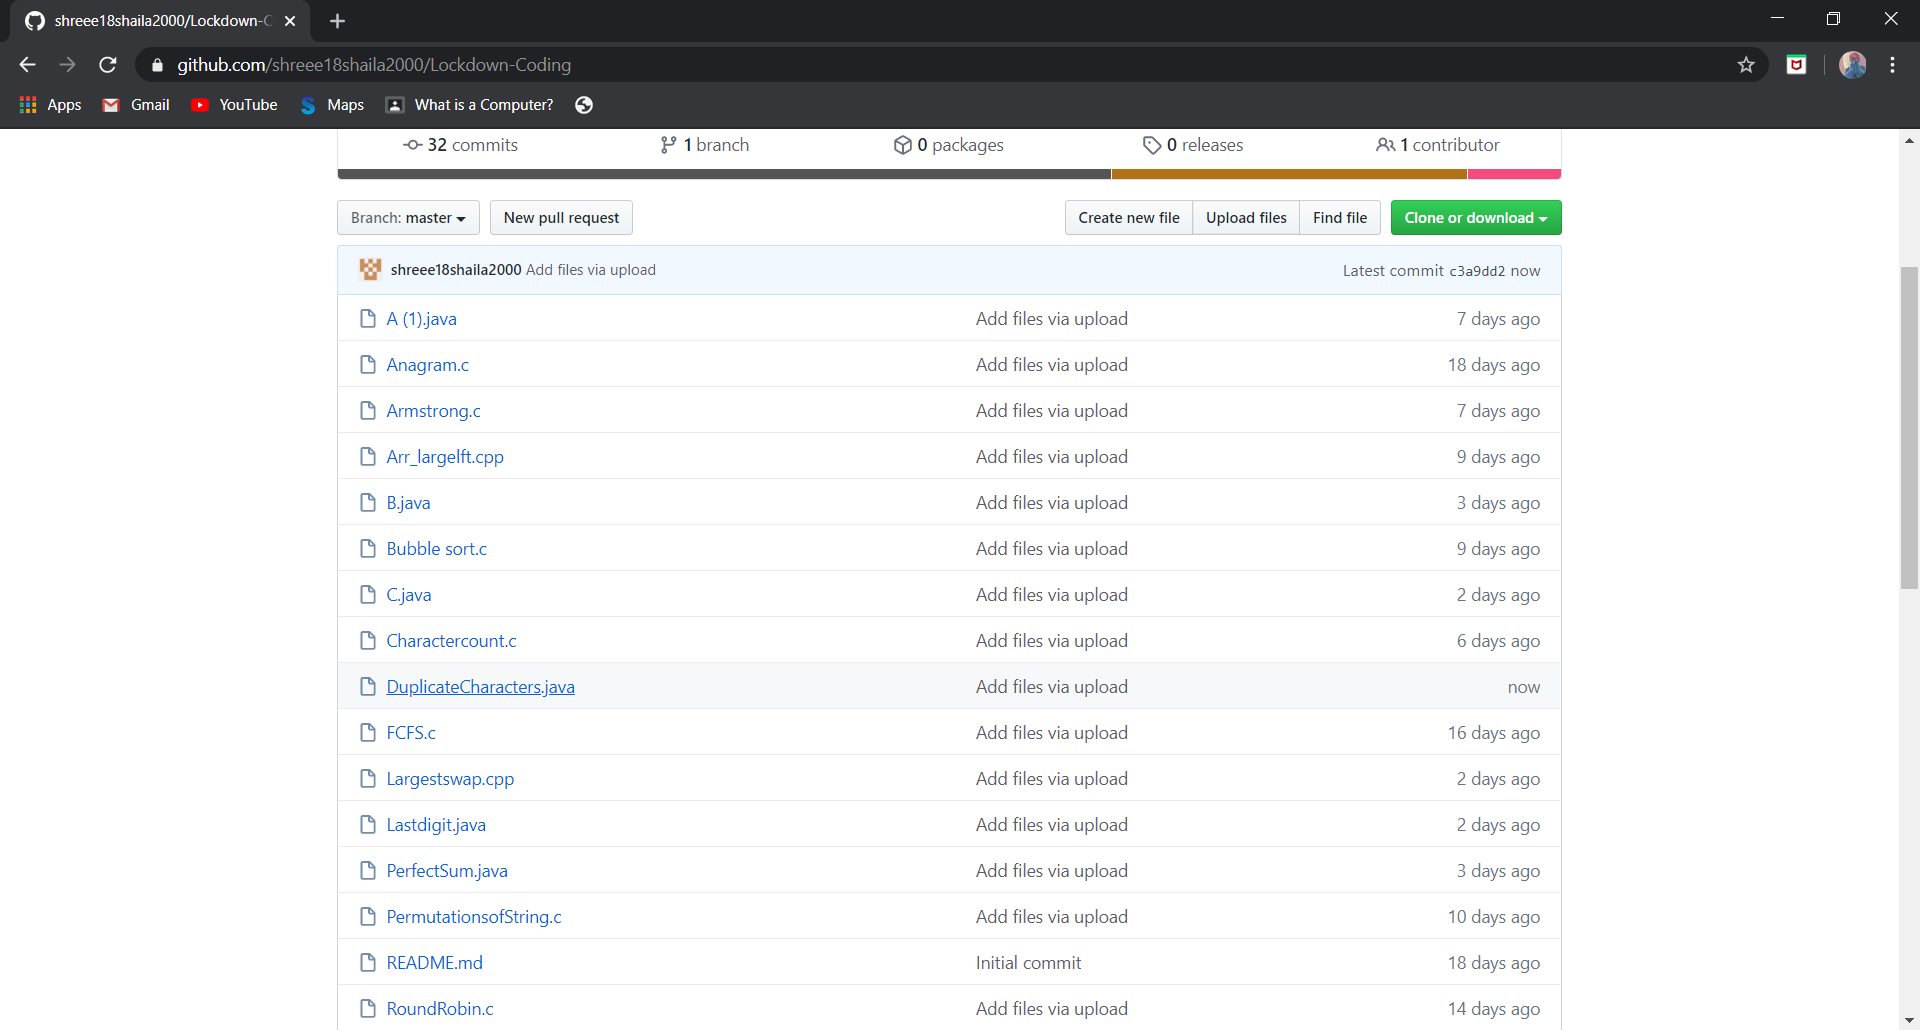 shreee18shaila2000/Lockdown-C
github.com/shreee18shaila2000/Lockdown-Coding
Apps Gmail YouTube Maps What is a Computer?
32 commits 1 branch 0 packages 0 releases 1 contributor
Branch: master New pull request Create new file Upload files Find file Clone or download
shreee18shaila2000 Add files via upload Latest commit c3a9dd2 now
A (1).java Add files via upload 7 days ago
Anagram.c Add files via upload 18 days ago
Armstrong.c Add files via upload 7 days ago
Arr_largelft.cpp Add files via upload 9 days ago
B.java Add files via upload 3 days ago
Bubble sort.c Add files via upload 9 days ago
C.java Add files via upload 2 days ago
Charactercount.c Add files via upload 6 days ago
DuplicateCharacters.java Add files via upload now
FCFS.c Add files via upload 16 days ago
Largestswap.cpp Add files via upload 2 days ago
Lastdigit.java Add files via upload 2 days ago
PerfectSum.java Add files via upload 3 days ago
PermutationsofString.c Add files via upload 10 days ago
README.md Initial commit 18 days ago
RoundRobin.c Add files via upload 14 days ago